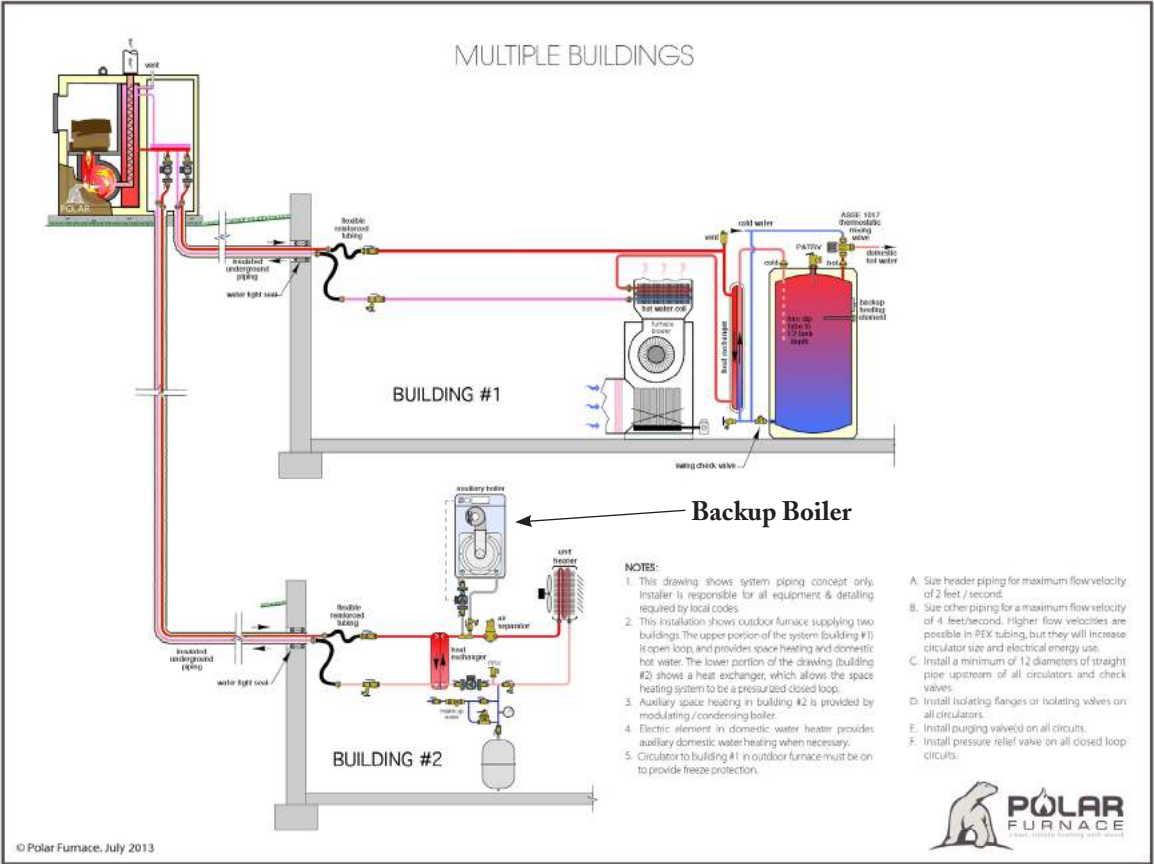 MULTIPLE BUILDINGS
vent
POLAR
flexible
reinforced
tubing
insulated
underground
piping
water tight seal
vent
cold water
ASSE 1017
thermostatic
mixing
valve
P&TRV
domestic
hot water
cold
hot
hot water coil
furnace
blower
heat exchanger
backup
heating
element
trim dip
tube to
1/2 tank
depth
BUILDING #1
swing check valve
auxiliary boiler
Backup Boiler
unit
heater
flexible
reinforced
tubing
air
separator
insulated
underground
piping
heat
exchanger
PRV
water tight seal
make up
water
BUILDING #2
NOTES:
1. This drawing shows system piping concept only.
Installer is responsible for all equipment & detailing
required by local codes.
2. This installation shows outdoor furnace supplying two
buildings. The upper portion of the system (building #1)
is open loop, and provides space heating and domestic
hot water. The lower portion of the drawing (building
#2) shows a heat exchanger, which allows the space
heating system to be a pressurized closed loop.
3. Auxiliary space heating in building #2 is provided by
modulating / condensing boiler.
4. Electric element in domestic water heater provides
auxiliary domestic water heating when necessary.
5. Circulator to building #1 in outdoor furnace must be on
to provide freeze protection.
A. Size header piping for maximum flow velocity
of 2 feet / second.
B. Size other piping for a maximum flow velocity
of 4 feet/second. Higher flow velocities are
possible in PEX tubing, but they will increase
circulator size and electrical energy use.
C. Install a minimum of 12 diameters of straight
pipe upstream of all circulators and check
valves.
D. Install isolating flanges or isolating valves on
all circulators.
E. Install purging valve(s) on all circuits.
F. Install pressure relief valve on all closed loop
circuits.
POLAR
FURNACE
© Polar Furnace, July 2013